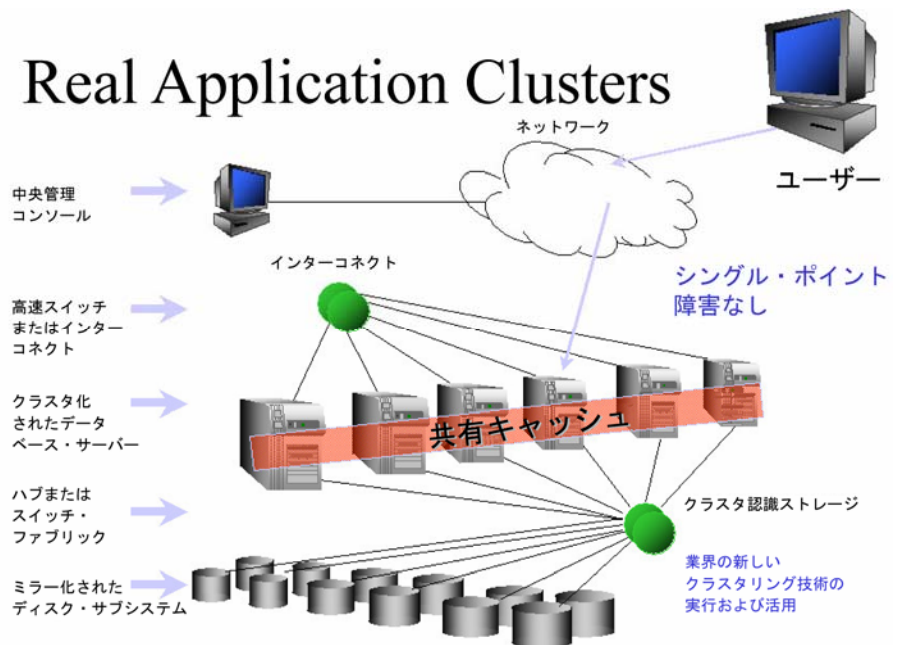 Real Application Clusters
ネットワーク
ユーザー
中央管理
コンソール
インターコネクト
シングル・ポイント
障害なし
高速スイッチ
またはインター
コネクト
クラスタ化
されたデータ
ベース・サーバー
共有キャッシュ
ハブまたは
スイッチ・
ファブリック
クラスタ認識ストレージ
業界の新しい
クラスタリング技術の
実行および活用
ミラー化された
ディスク・サブシステム